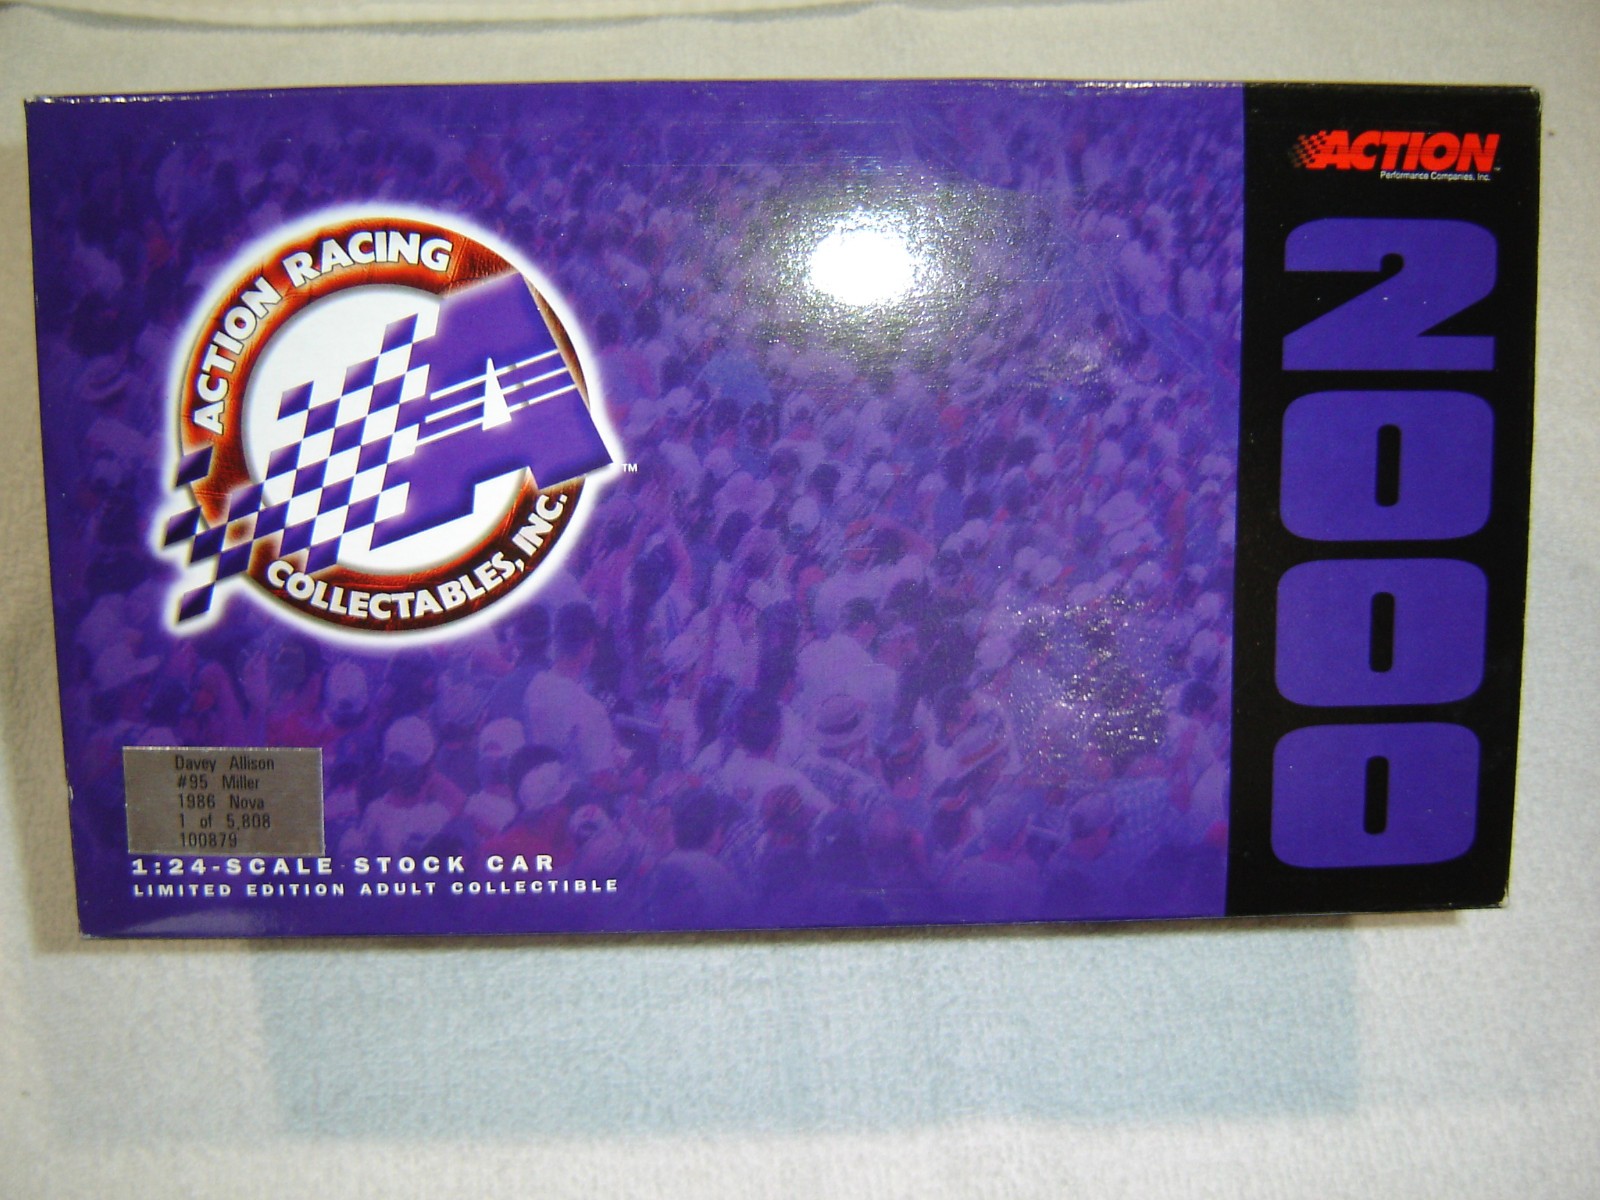 ACTION
Performance Companies, Inc.
2000
ACTION RACING
COLLECTABLES, INC.
TM
Davey Allison
#95 Miller
1986 Nova
1 of 5,808
100879
1:24-SCALE STOCK CAR
LIMITED EDITION ADULT COLLECTIBLE